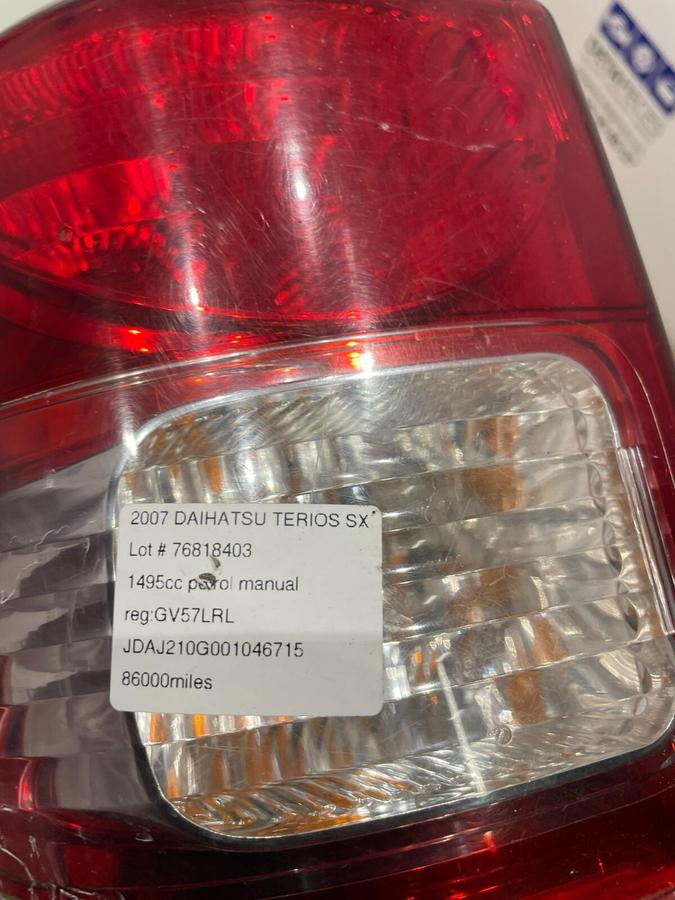 2007 DAIHATSU TERIOS SX
Lot # 76818403
1495cc petrol manual
reg:GV57LRL
JDAJ210G001046715
86000miles